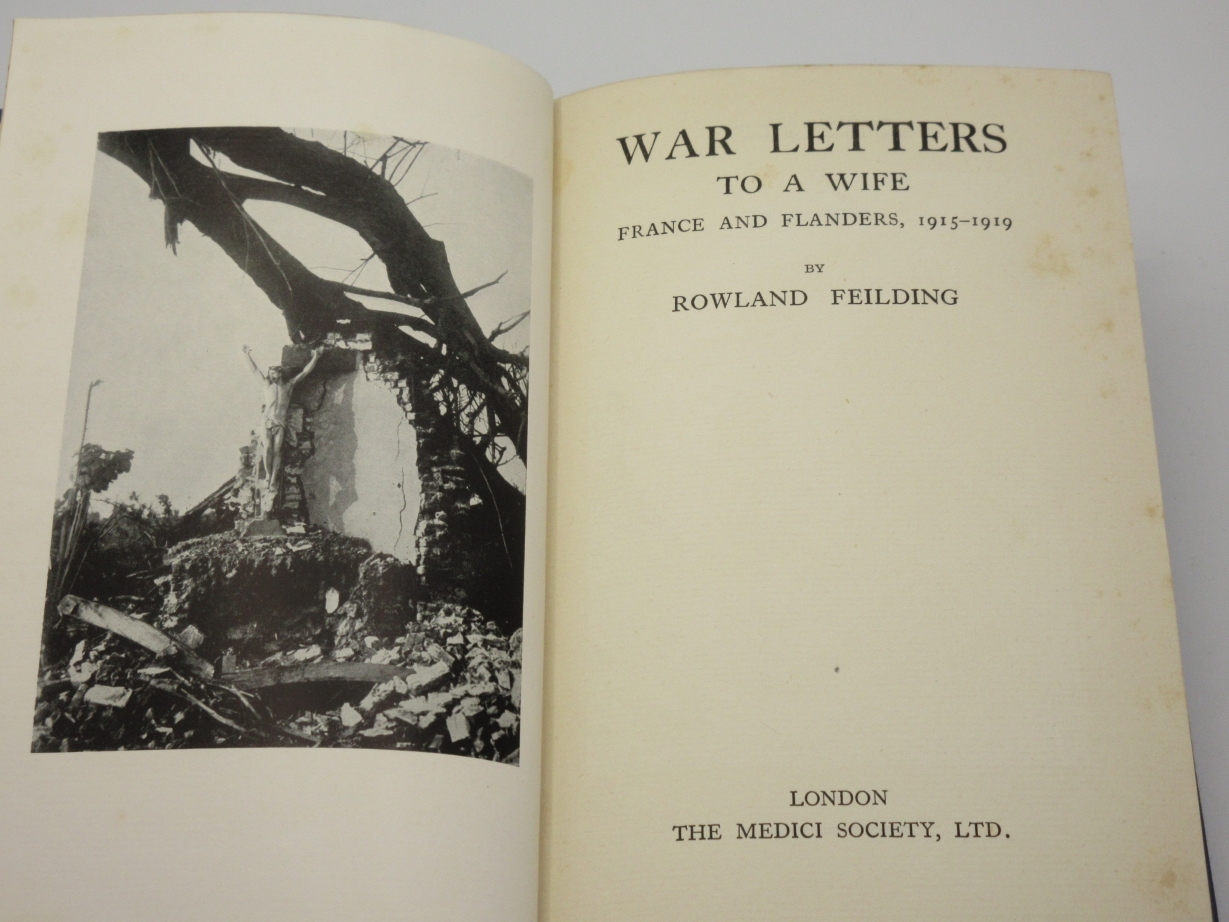 WAR LETTERS
TO A WIFE
FRANCE AND FLANDERS, 1915–1919
BY
ROWLAND FEILDING
LONDON
THE MEDICI SOCIETY, LTD.